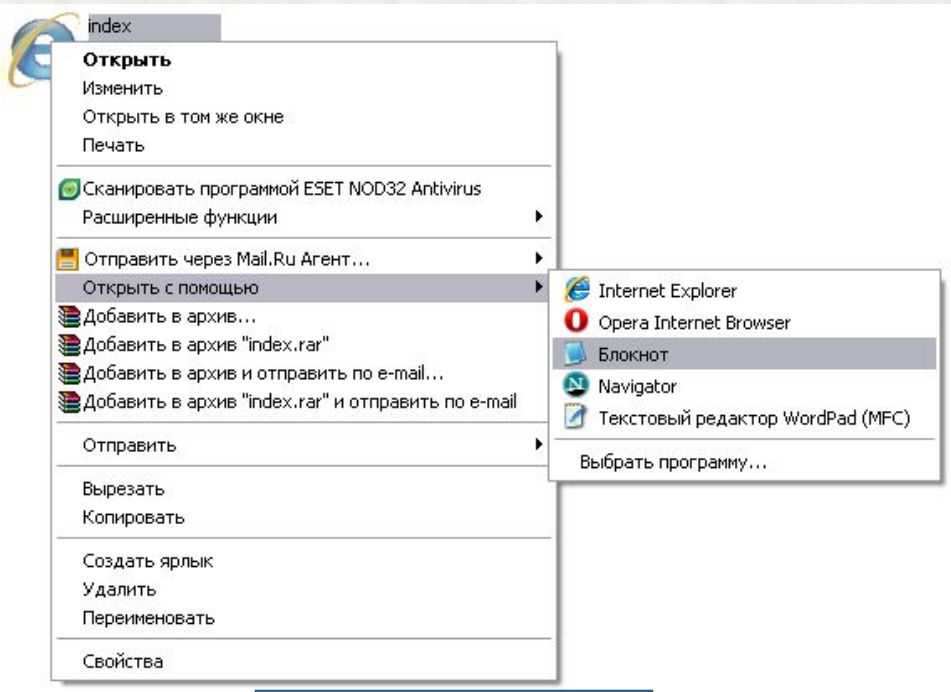 index
Открыть
Изменить
Открыть в том же окне
Печать
Сканировать программой ESET NOD32 Antivirus
Расширенные функции
Отправить через Mail.Ru Агент...
Открыть с помощью
Добавить в архив...
Добавить в архив "index.rar"
Добавить в архив и отправить по e-mail...
Добавить в архив "index.rar" и отправить по e-mail
Отправить
Вырезать
Копировать
Создать ярлык
Удалить
Переименовать
Свойства
Internet Explorer
Opera Internet Browser
Блокнот
Navigator
Текстовый редактор WordPad (MFC)
Выбрать программу...